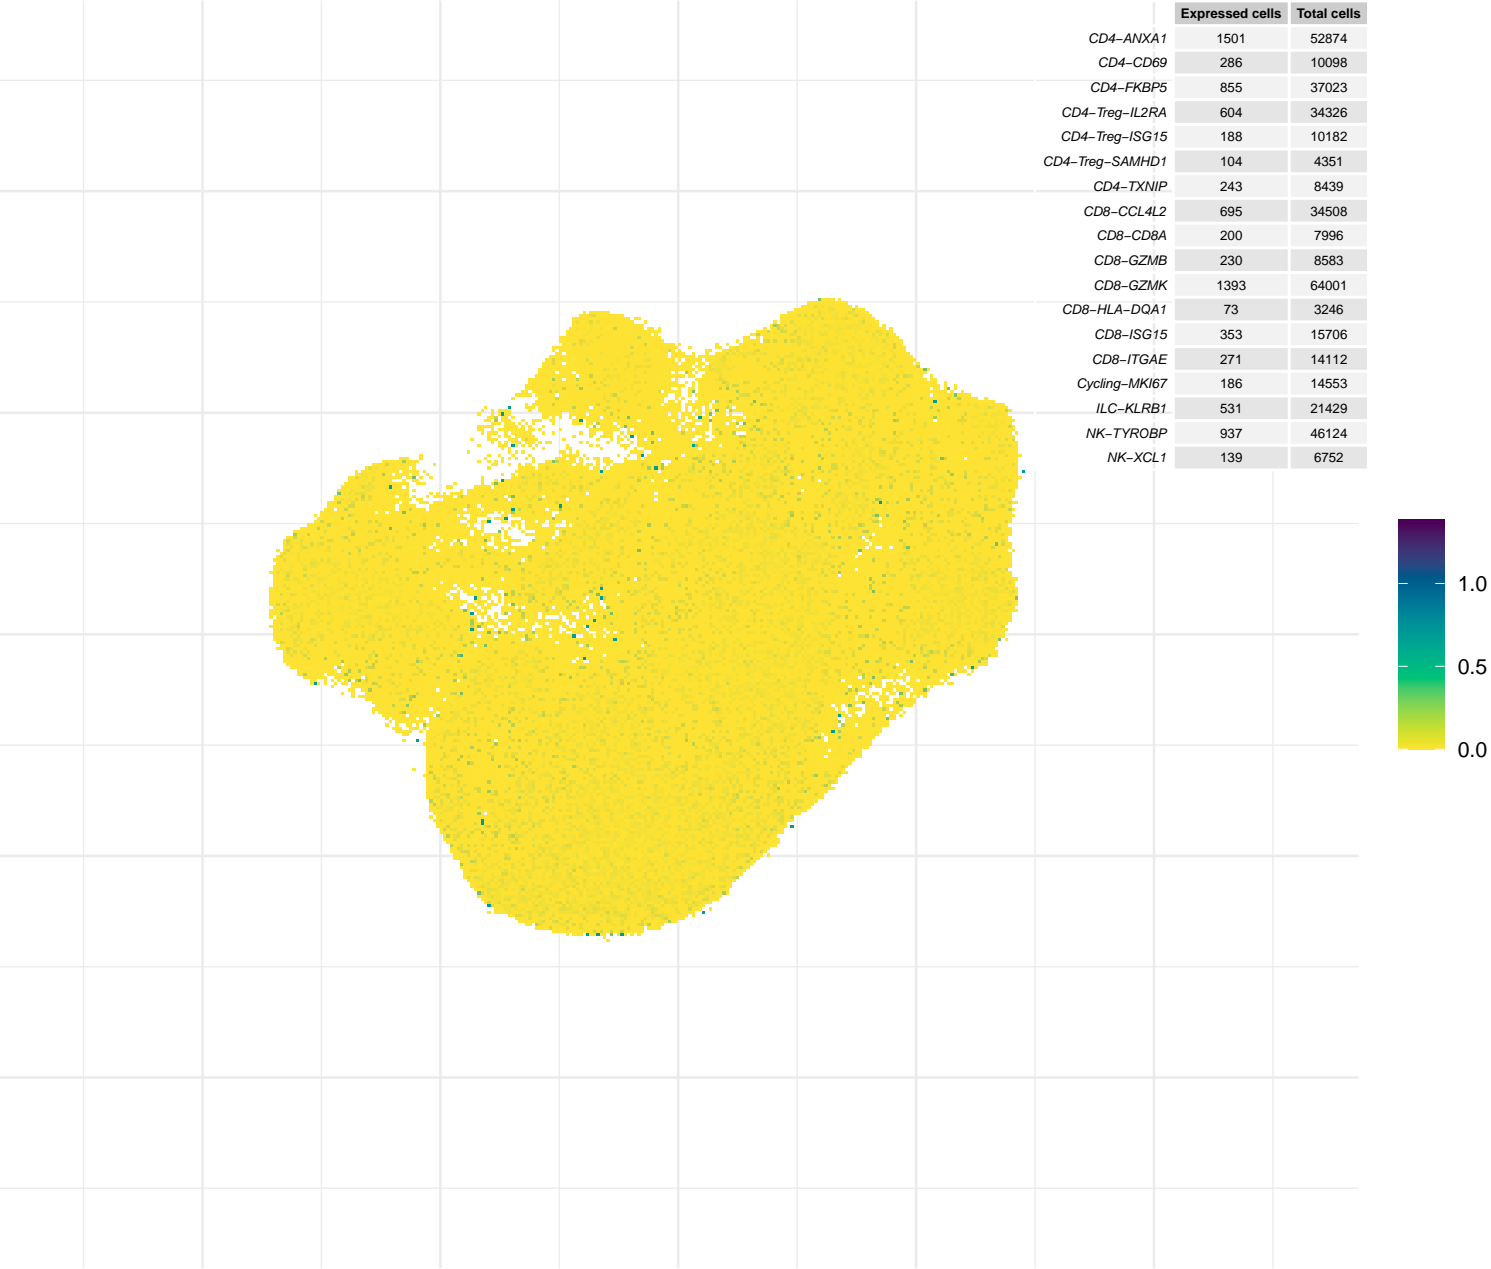 Expressed cells Total cells
CD4−ANXA1 1501 52874
CD4−CD69 286 10098
CD4−FKBP5 855 37023
CD4−Treg−IL2RA 604 34326
CD4−Treg−ISG15 188 10182
CD4−Treg−SAMHD1 104 4351
CD4−TXNIP 243 8439
CD8−CCL4L2 695 34508
CD8−CD8A 200 7996
CD8−GZMB 230 8583
CD8−GZMK 1393 64001
CD8−HLA−DQA1 73 3246
CD8−ISG15 353 15706
CD8−ITGAE 271 14112
Cycling−MKI67 186 14553
ILC−KLRB1 531 21429
NK−TYROBP 937 46124
NK−XCL1 139 6752
1.0
0.5
0.0